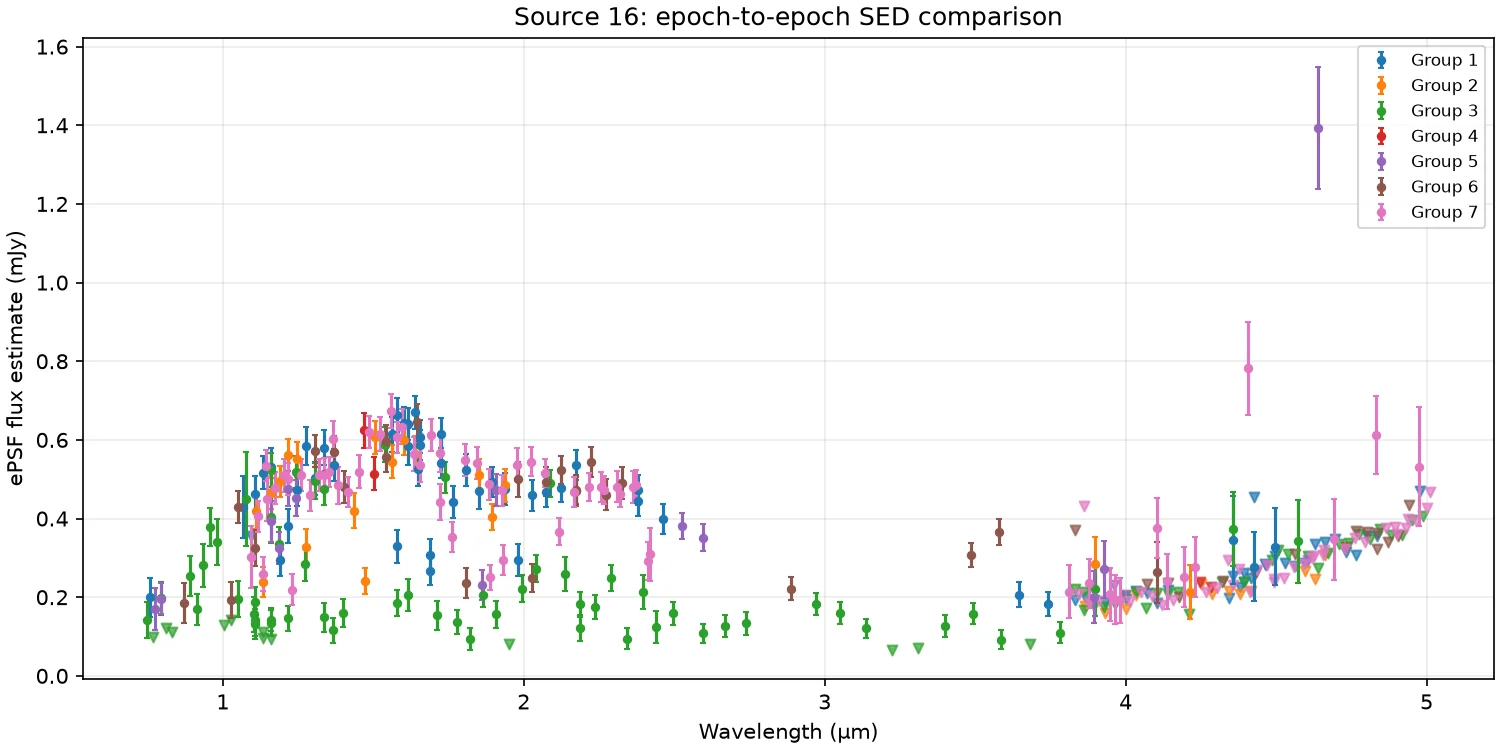 Source 16: epoch-to-epoch SED comparison
1.6
1.4
1.2
1.0
0.8
0.6
0.4
0.2
0.0
ePSF flux estimate (mJy)
1
2
3
4
5
Wavelength (μm)
Group 1
Group 2
Group 3
Group 4
Group 5
Group 6
Group 7